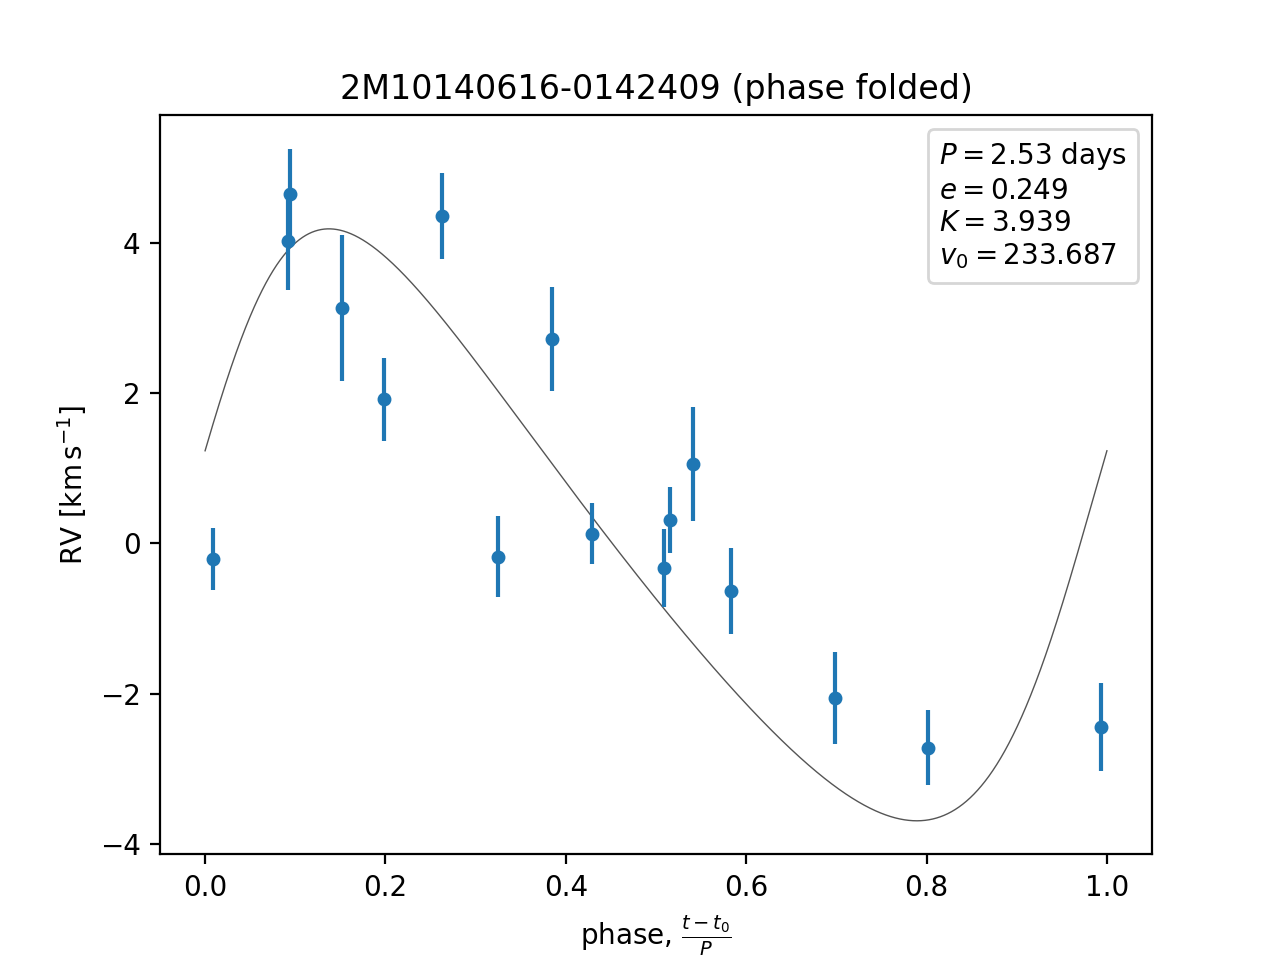 2M10140616-0142409 (phase folded)
P = 2.53 days
e = 0.249
K = 3.939
v₀ = 233.687
RV [km s⁻¹]
4
2
0
−2
−4
0.0 0.2 0.4 0.6 0.8 1.0
phase, (t − t₀)/P